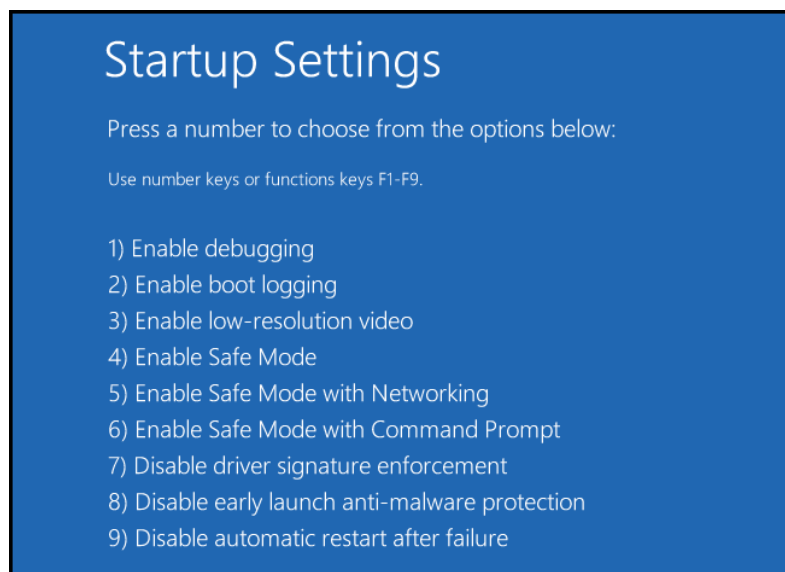 Startup Settings
Press a number to choose from the options below:
Use number keys or functions keys F1-F9.
1) Enable debugging
2) Enable boot logging
3) Enable low-resolution video
4) Enable Safe Mode
5) Enable Safe Mode with Networking
6) Enable Safe Mode with Command Prompt
7) Disable driver signature enforcement
8) Disable early launch anti-malware protection
9) Disable automatic restart after failure